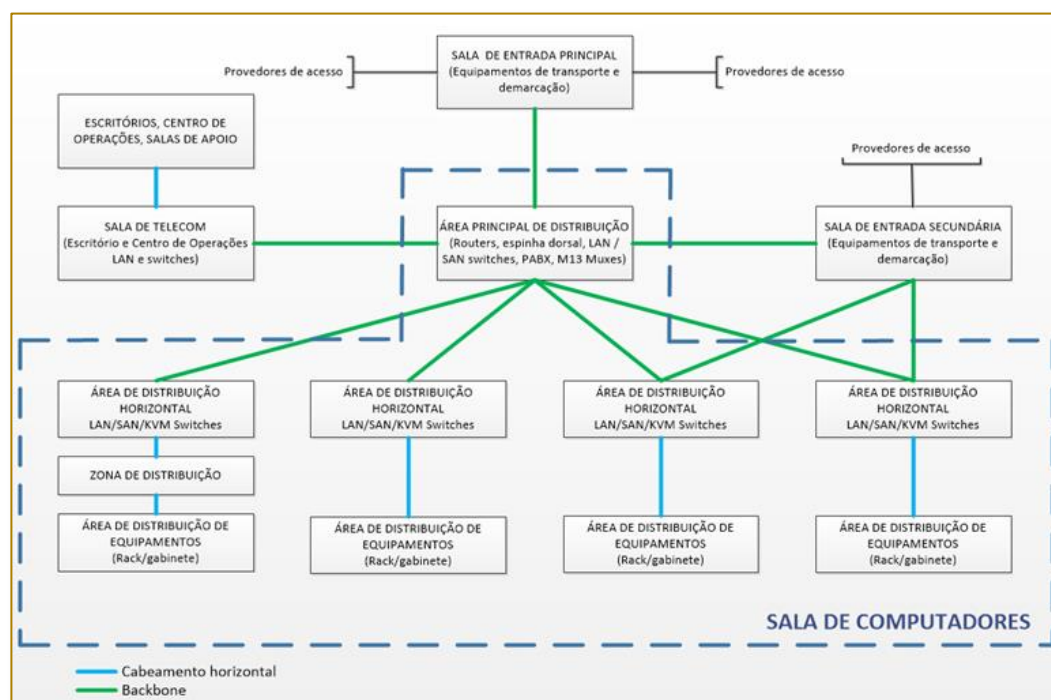 SALA DE ENTRADA PRINCIPAL
(Equipamentos de transporte e
demarcação)
Provedores de acesso
Provedores de acesso
ESCRITÓRIOS, CENTRO DE
OPERAÇÕES, SALAS DE APOIO
Provedores de acesso
SALA DE TELECOM
(Escritório e Centro de Operações
LAN e switches)
ÁREA PRINCIPAL DE DISTRIBUIÇÃO
(Routers, espinha dorsal, LAN /
SAN switches, PABX, M13 Muxes)
SALA DE ENTRADA SECUNDÁRIA
(Equipamentos de transporte e
demarcação)
ÁREA DE DISTRIBUIÇÃO
HORIZONTAL
LAN/SAN/KVM Switches
ÁREA DE DISTRIBUIÇÃO
HORIZONTAL
LAN/SAN/KVM Switches
ÁREA DE DISTRIBUIÇÃO
HORIZONTAL
LAN/SAN/KVM Switches
ÁREA DE DISTRIBUIÇÃO
HORIZONTAL
LAN/SAN/KVM Switches
ZONA DE DISTRIBUIÇÃO
ÁREA DE DISTRIBUIÇÃO DE
EQUIPAMENTOS
(Rack/gabinete)
ÁREA DE DISTRIBUIÇÃO DE
EQUIPAMENTOS
(Rack/gabinete)
ÁREA DE DISTRIBUIÇÃO DE
EQUIPAMENTOS
(Rack/gabinete)
ÁREA DE DISTRIBUIÇÃO DE
EQUIPAMENTOS
(Rack/gabinete)
SALA DE COMPUTADORES
Cabeamento horizontal
Backbone